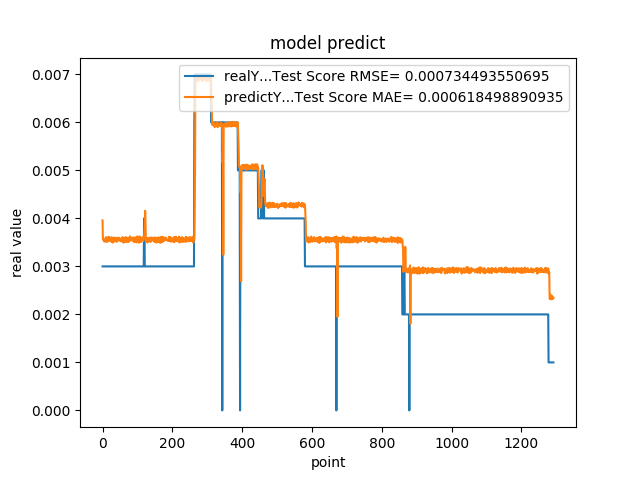 model predict
realY...Test Score RMSE= 0.000734493550695
predictY...Test Score MAE= 0.000618498890935
0.007
0.006
0.005
0.004
0.003
0.002
0.001
0.000
real value
0 200 400 600 800 1000 1200
point